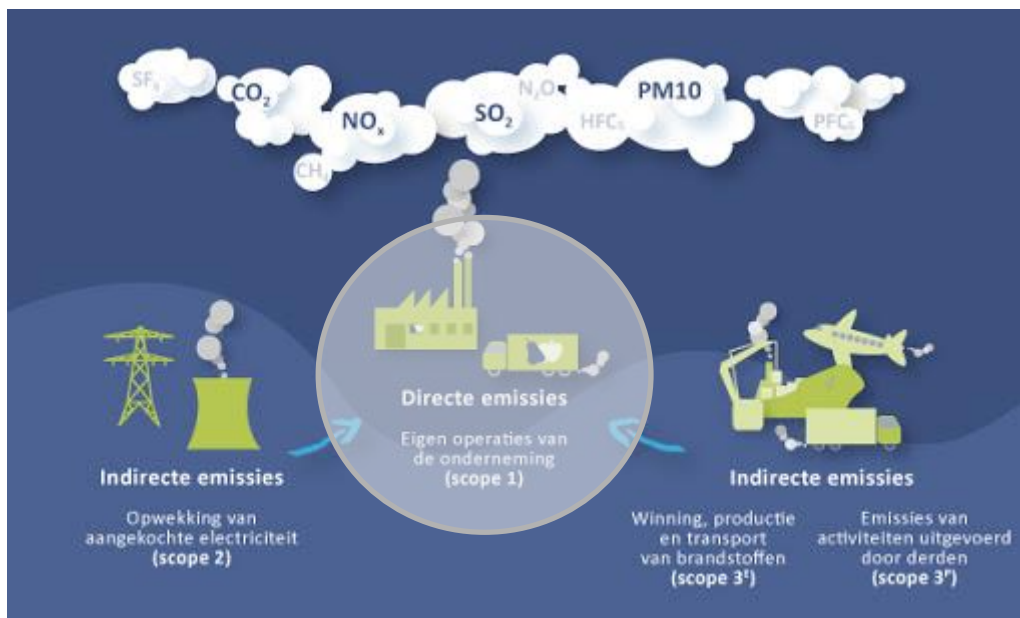 SF₆
CO₂
NOₓ
CH₄
SO₂
N₂O
HFCs
PM10
PFCs
Directe emissies
Eigen operaties van
de onderneming
(scope 1)
Indirecte emissies
Opwekking van
aangekochte electriciteit
(scope 2)
Indirecte emissies
Winning, productie
en transport
van brandstoffen
(scope 3ᴱ)
Emissies van
activiteiten uitgevoerd
door derden
(scope 3ᴾ)